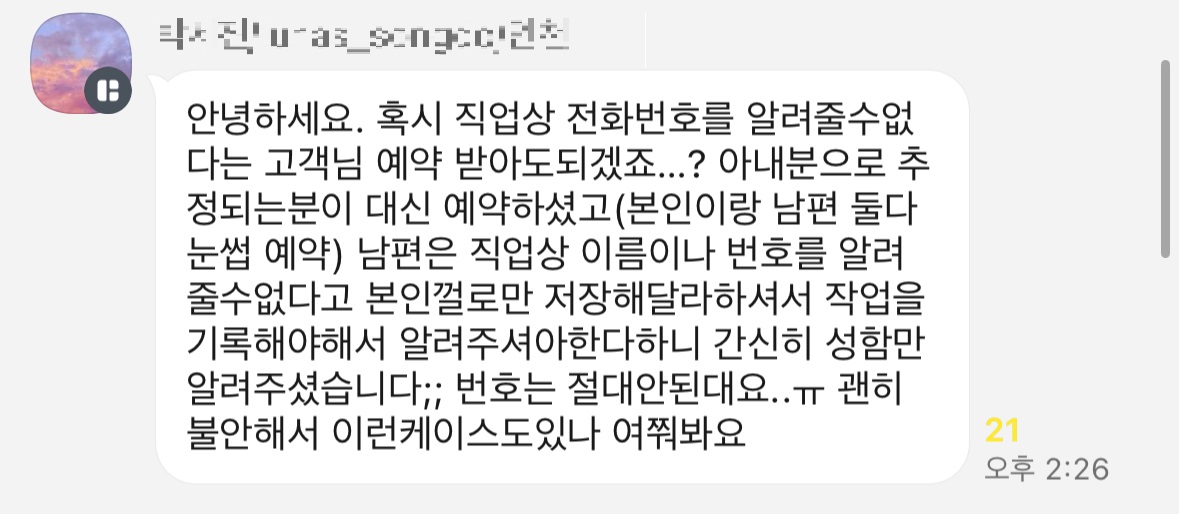 안녕하세요. 혹시 직업상 전화번호를 알려줄수없
다는 고객님 예약 받아도되겠죠...? 아내분으로 추
정되는분이 대신 예약하셨고(본인이랑 남편 둘다
눈썹 예약) 남편은 직업상 이름이나 번호를 알려
줄수없다고 본인껄로만 저장해달라하셔서 작업을
기록해야해서 알려주셔야한다하니 간신히 성함만
알려주셨습니다;; 번호는 절대안된대요..ㅠ 괜히
불안해서 이런케이스도있나 여쭤봐요
21
오후 2:26